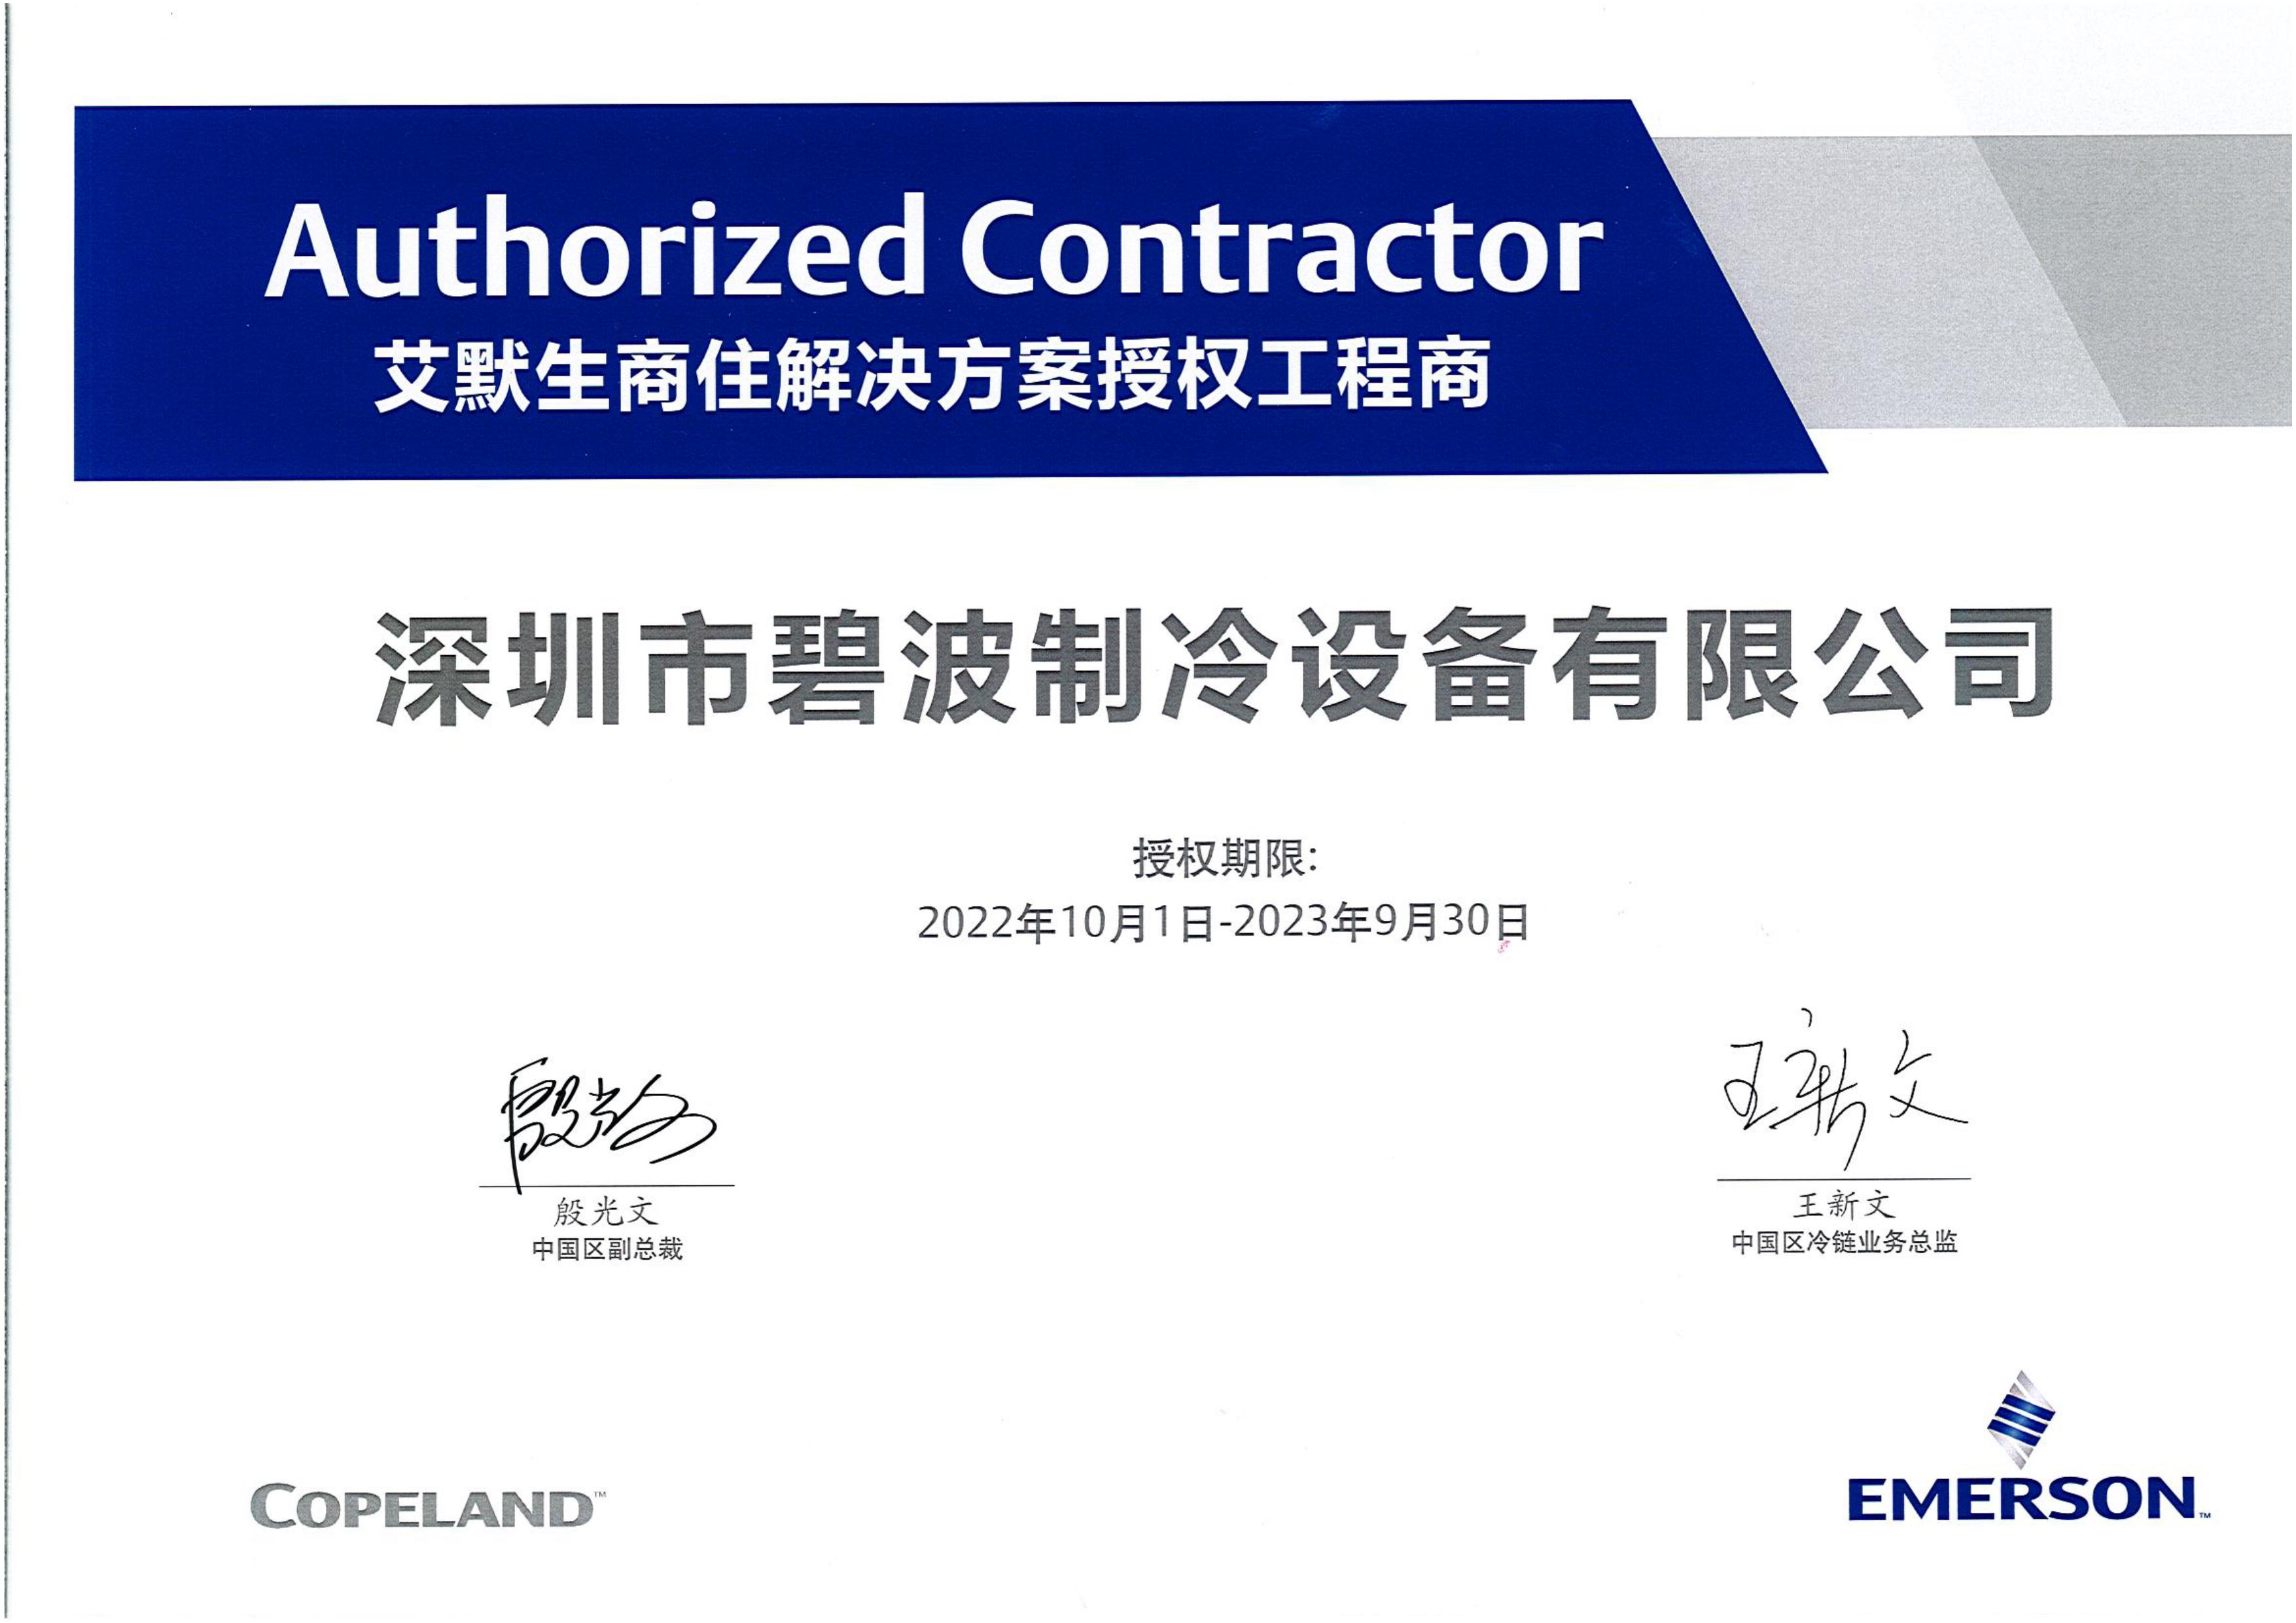 Authorized Contractor
艾默生商住解决方案授权工程商
深圳市碧波制冷设备有限公司
授权期限:
2022年10月1日-2023年9月30日
殷光文
王新文
殷光文
中国区副总裁
王新文
中国区冷链业务总监
COPELAND™
EMERSON™